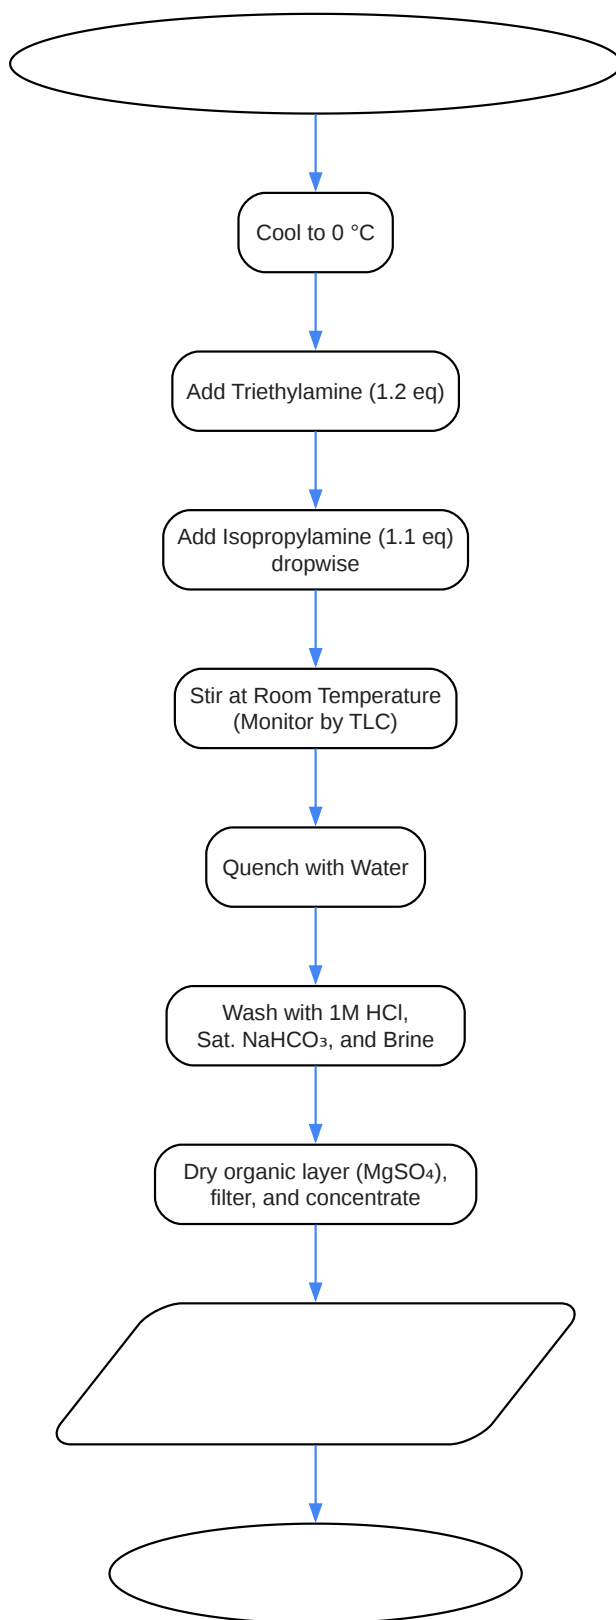 Cool to 0 °C
Add Triethylamine (1.2 eq)
Add Isopropylamine (1.1 eq)
dropwise
Stir at Room Temperature
(Monitor by TLC)
Quench with Water
Wash with 1M HCl,
Sat. NaHCO₃, and Brine
Dry organic layer (MgSO₄),
filter, and concentrate